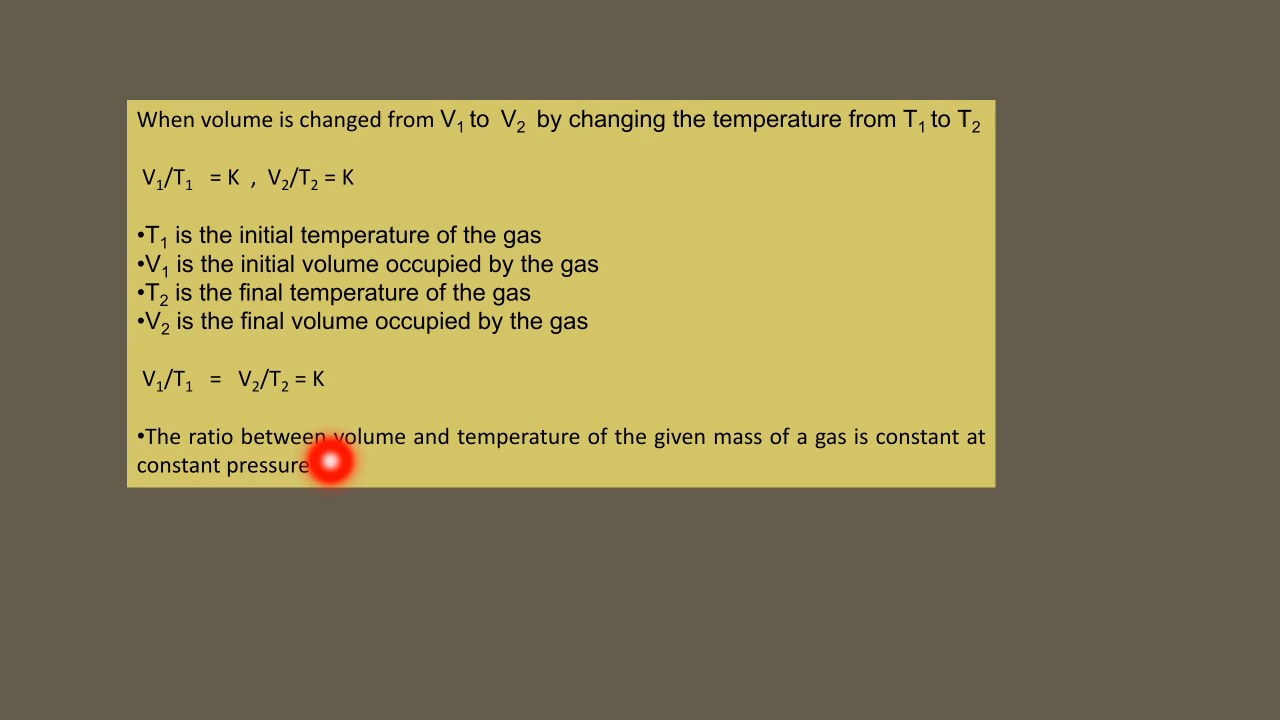 When volume is changed from V₁ to V₂ by changing the temperature from T₁ to T₂
V₁/T₁ = K , V₂/T₂ = K
•T₁ is the initial temperature of the gas
•V₁ is the initial volume occupied by the gas
•T₂ is the final temperature of the gas
•V₂ is the final volume occupied by the gas
V₁/T₁ = V₂/T₂ = K
•The ratio between volume and temperature of the given mass of a gas is constant at
constant pressure